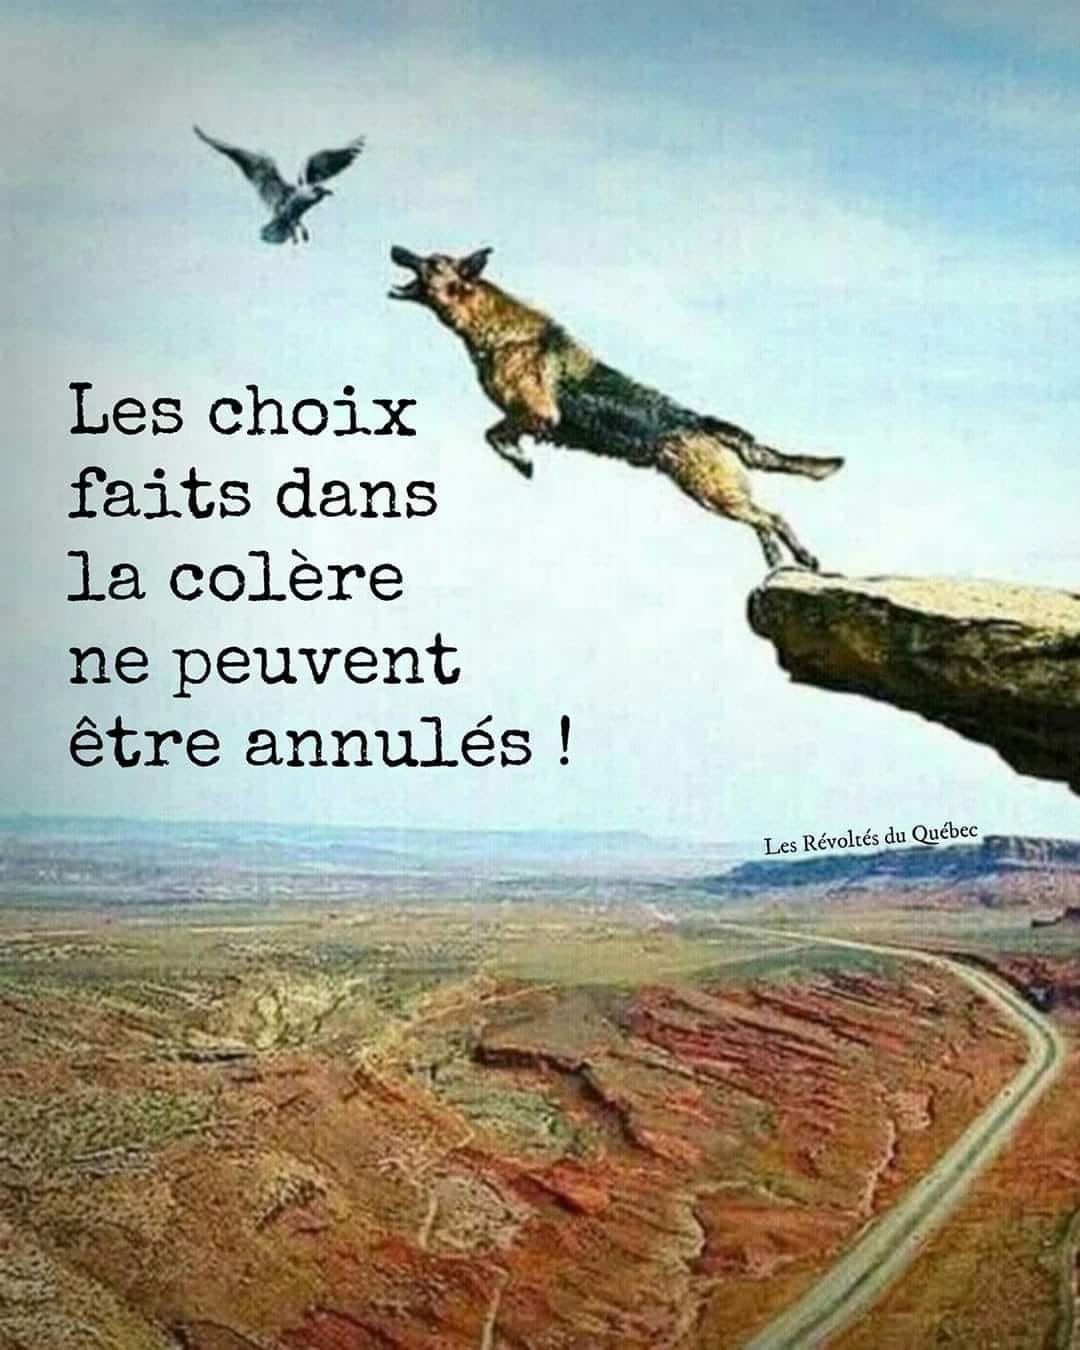 Les choix
faits dans
la colère
ne peuvent
être annulés !
Les Révoltés du Québec